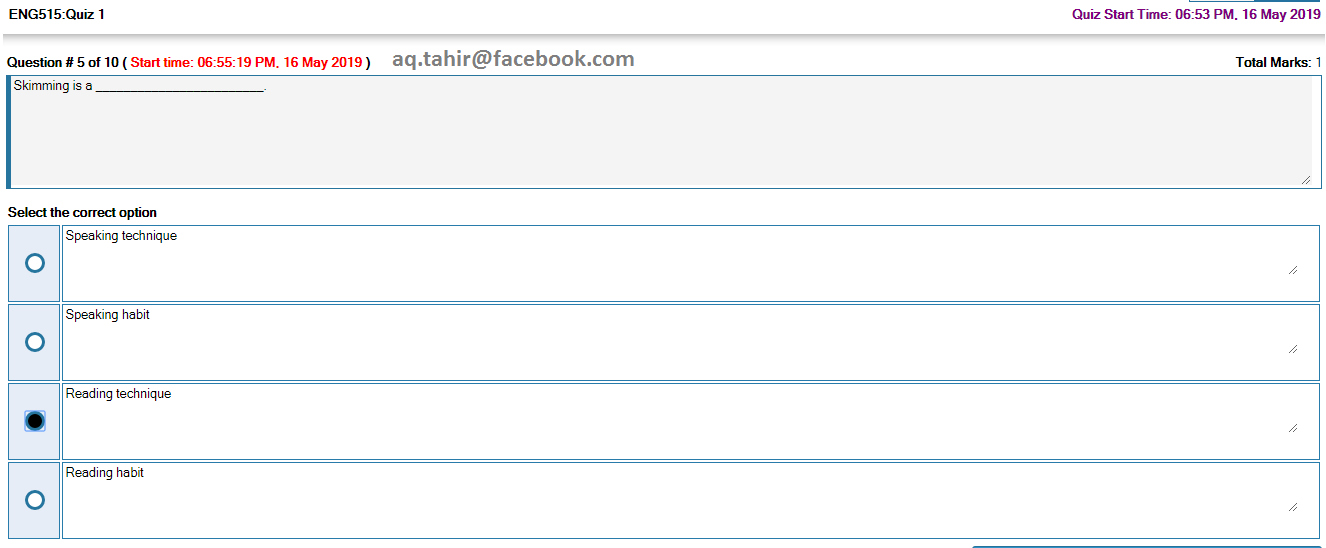 ENG515:Quiz 1
Quiz Start Time: 06:53 PM, 16 May 2019
Question # 5 of 10 ( Start time: 06:55:19 PM, 16 May 2019 )
aq.tahir@facebook.com
Total Marks: 1
Skimming is a ________________________.
Select the correct option
Speaking technique
Speaking habit
Reading technique
Reading habit